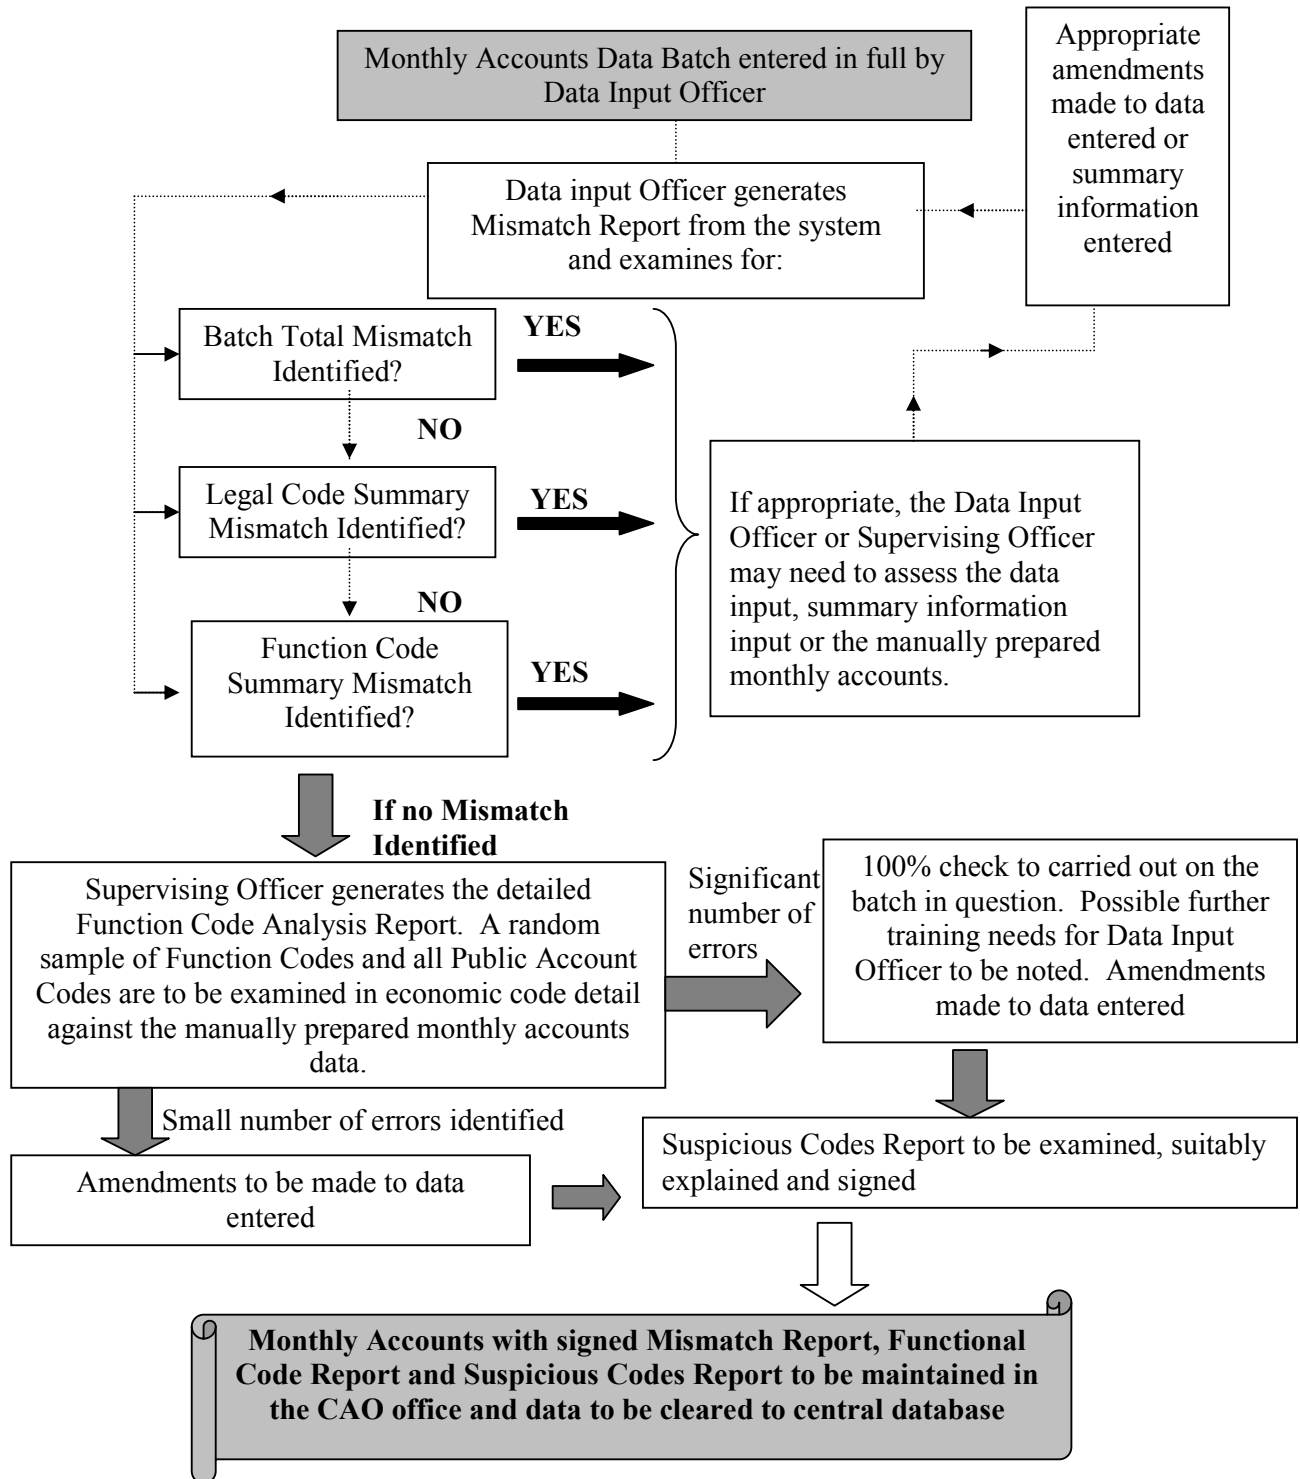 Monthly Accounts Data Batch entered in full by
Data Input Officer
Appropriate
amendments
made to data
entered or
summary
information
entered
Data input Officer generates
Mismatch Report from the system
and examines for:
Batch Total Mismatch
Identified?
YES
NO
Legal Code Summary
Mismatch Identified?
YES
NO
Function Code
Summary Mismatch
Identified?
YES
If appropriate, the Data Input
Officer or Supervising Officer
may need to assess the data
input, summary information
input or the manually prepared
monthly accounts.
If no Mismatch
Identified
Supervising Officer generates the detailed
Function Code Analysis Report. A random
sample of Function Codes and all Public Account
Codes are to be examined in economic code detail
against the manually prepared monthly accounts
data.
Significant
number of
errors
100% check to carried out on the
batch in question. Possible further
training needs for Data Input
Officer to be noted. Amendments
made to data entered
Small number of errors identified
Amendments to be made to data
entered
Suspicious Codes Report to be examined, suitably
explained and signed
Monthly Accounts with signed Mismatch Report, Functional
Code Report and Suspicious Codes Report to be maintained in
the CAO office and data to be cleared to central database